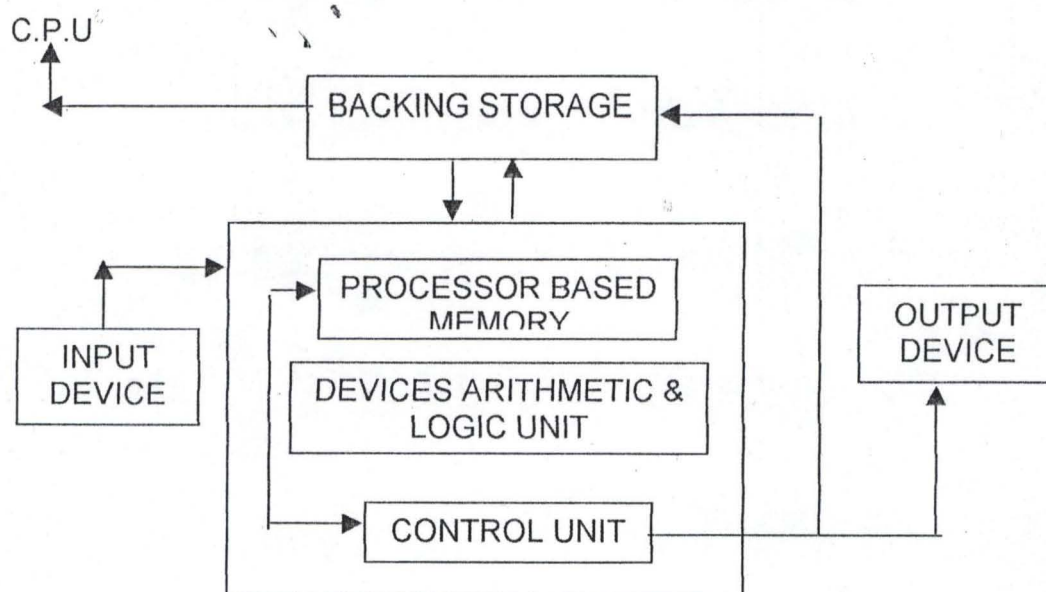 C.P.U
BACKING STORAGE
PROCESSOR BASED
MEMORY
INPUT
DEVICE
DEVICES ARITHMETIC &
LOGIC UNIT
OUTPUT
DEVICE
CONTROL UNIT